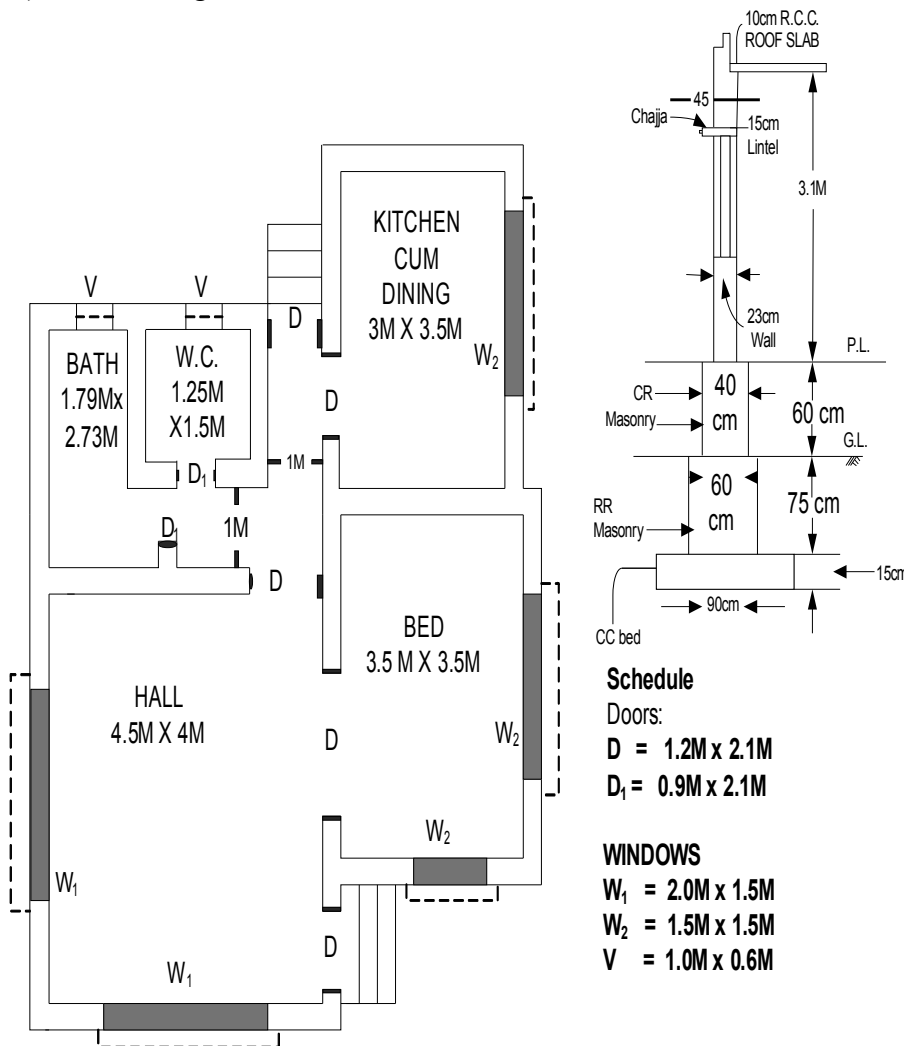 V
V
BATH
1.79Mx
2.73M
W.C.
1.25M
X1.5M
D
KITCHEN
CUM
DINING
3M X 3.5M
W2
D
D1
1M
D1
1M
D
HALL
4.5M X 4M
BED
3.5 M X 3.5M
W2
D
W1
W2
D
W1
10cm R.C.C.
ROOF SLAB
45
Chajja
15cm
Lintel
3.1M
23cm
Wall
P.L.
CR
Masonry
40
cm
60 cm
G.L.
60
cm
75 cm
RR
Masonry
15cm
90cm
CC bed
Schedule
Doors:
D = 1.2M x 2.1M
D1 = 0.9M x 2.1M
WINDOWS
W1 = 2.0M x 1.5M
W2 = 1.5M x 1.5M
V = 1.0M x 0.6M